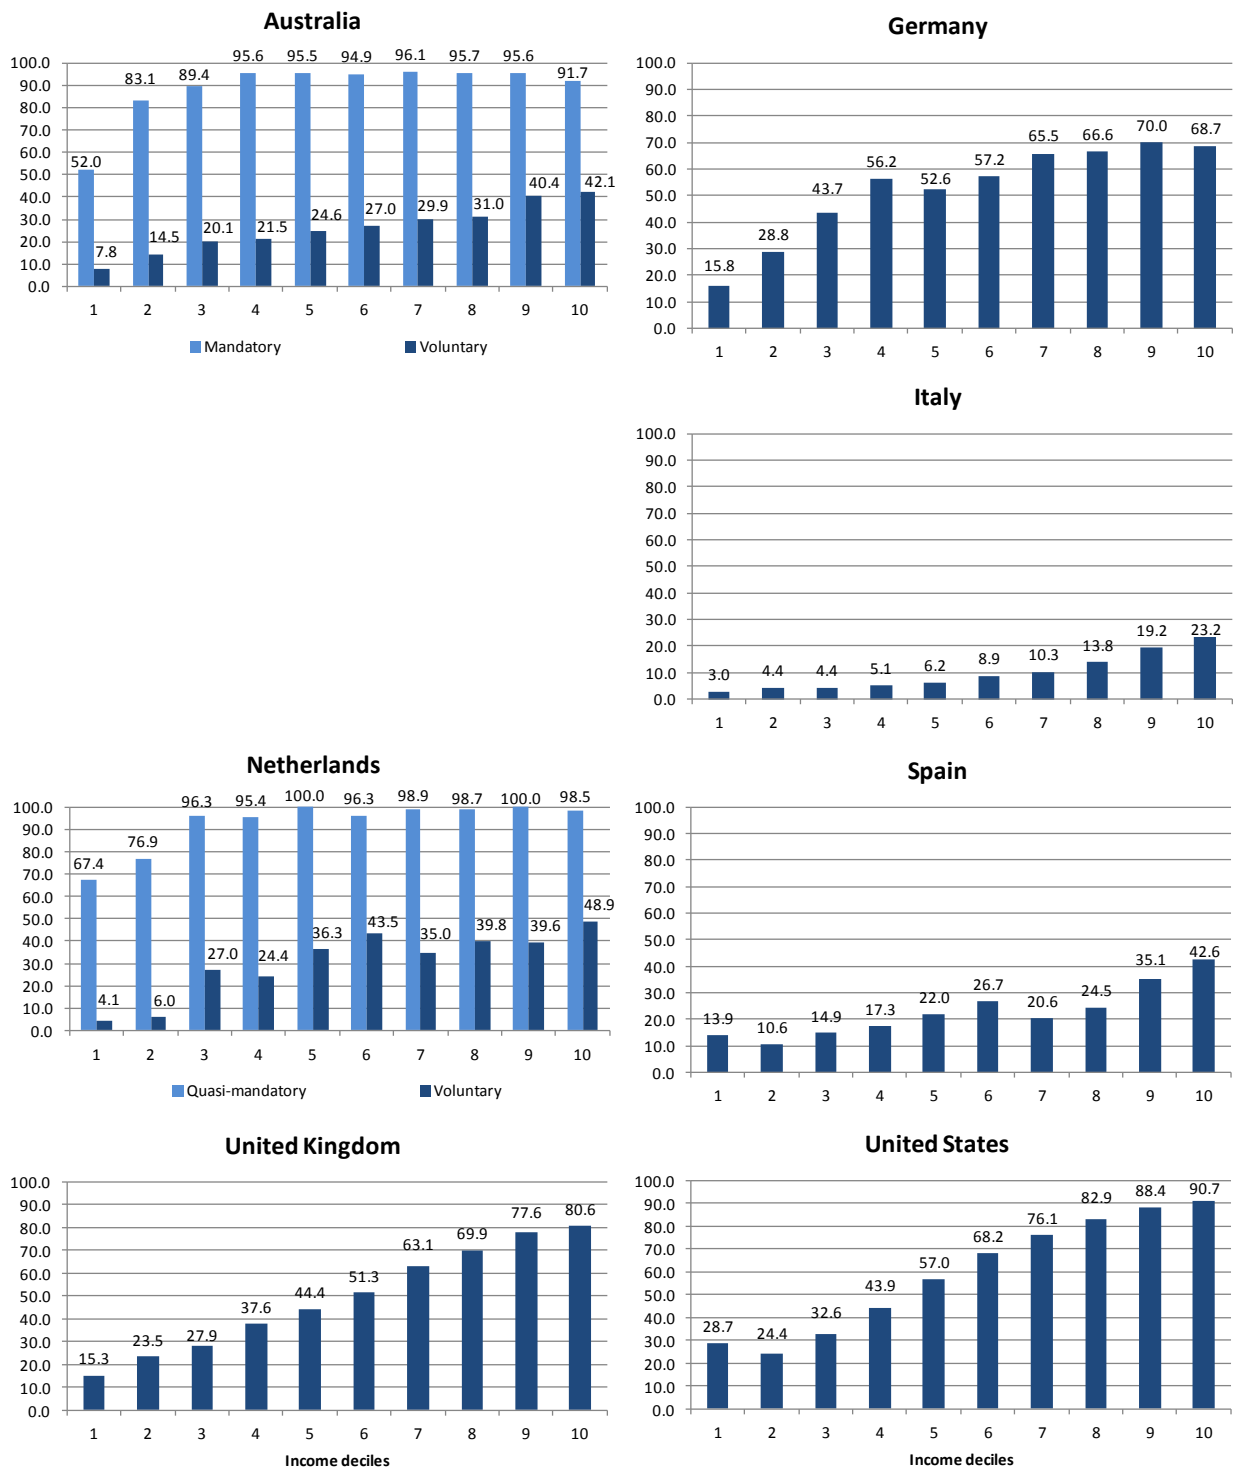 Australia
100.0
90.0
80.0
70.0
60.0
50.0
40.0
30.0
20.0
10.0
0.0
52.0 83.1 89.4 95.6 95.5 94.9 96.1 95.7 95.6 91.7
7.8 14.5 20.1 21.5 24.6 27.0 29.9 31.0 40.4 42.1
1 2 3 4 5 6 7 8 9 10
Mandatory Voluntary
Germany
100.0
90.0
80.0
70.0
60.0
50.0
40.0
30.0
20.0
10.0
0.0
15.8 28.8 43.7 56.2 52.6 57.2 65.5 66.6 70.0 68.7
1 2 3 4 5 6 7 8 9 10
Italy
100.0
90.0
80.0
70.0
60.0
50.0
40.0
30.0
20.0
10.0
0.0
3.0 4.4 4.4 5.1 6.2 8.9 10.3 13.8 19.2 23.2
1 2 3 4 5 6 7 8 9 10
Netherlands
100.0
90.0
80.0
70.0
60.0
50.0
40.0
30.0
20.0
10.0
0.0
67.4 76.9 96.3 95.4 100.0 96.3 98.9 98.7 100.0 98.5
4.1 6.0 27.0 24.4 36.3 43.5 35.0 39.8 39.6 48.9
1 2 3 4 5 6 7 8 9 10
Quasi-mandatory Voluntary
Spain
100.0
90.0
80.0
70.0
60.0
50.0
40.0
30.0
20.0
10.0
0.0
13.9 10.6 14.9 17.3 22.0 26.7 20.6 24.5 35.1 42.6
1 2 3 4 5 6 7 8 9 10
United Kingdom
100.0
90.0
80.0
70.0
60.0
50.0
40.0
30.0
20.0
10.0
0.0
15.3 23.5 27.9 37.6 44.4 51.3 63.1 69.9 77.6 80.6
1 2 3 4 5 6 7 8 9 10
Income deciles
United States
100.0
90.0
80.0
70.0
60.0
50.0
40.0
30.0
20.0
10.0
0.0
28.7 24.4 32.6 43.9 57.0 68.2 76.1 82.9 88.4 90.7
1 2 3 4 5 6 7 8 9 10
Income deciles